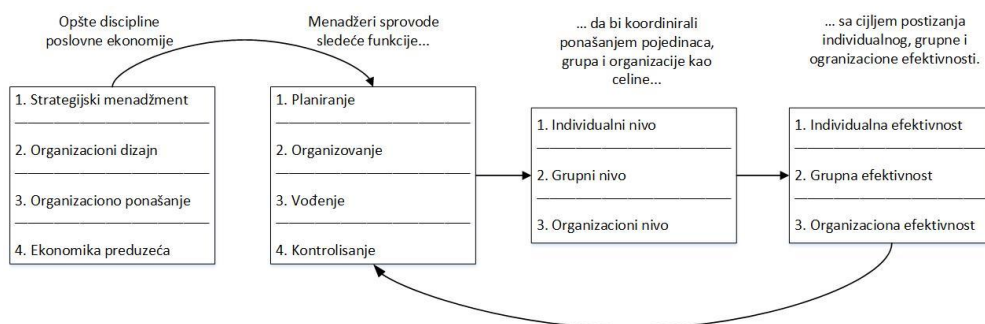 Opšte discipline
poslovne ekonomije
Menadžeri sprovode
sledeće funkcije...
... da bi koordinirali
ponašanjem pojedinaca,
grupa i organizacije kao
celine...
... sa cijljem postizanja
individualnog, grupne i
ogranizacione efektivnosti.
1. Strategijski menadžment
2. Organizacioni dizajn
3. Organizaciono ponašanje
4. Ekonomika preduzeća
1. Planiranje
2. Organizovanje
3. Vođenje
4. Kontrolisanje
1. Individualni nivo
2. Grupni nivo
3. Organizacioni nivo
1. Individualna efektivnost
2. Grupna efektivnost
3. Organizaciona efektivnost